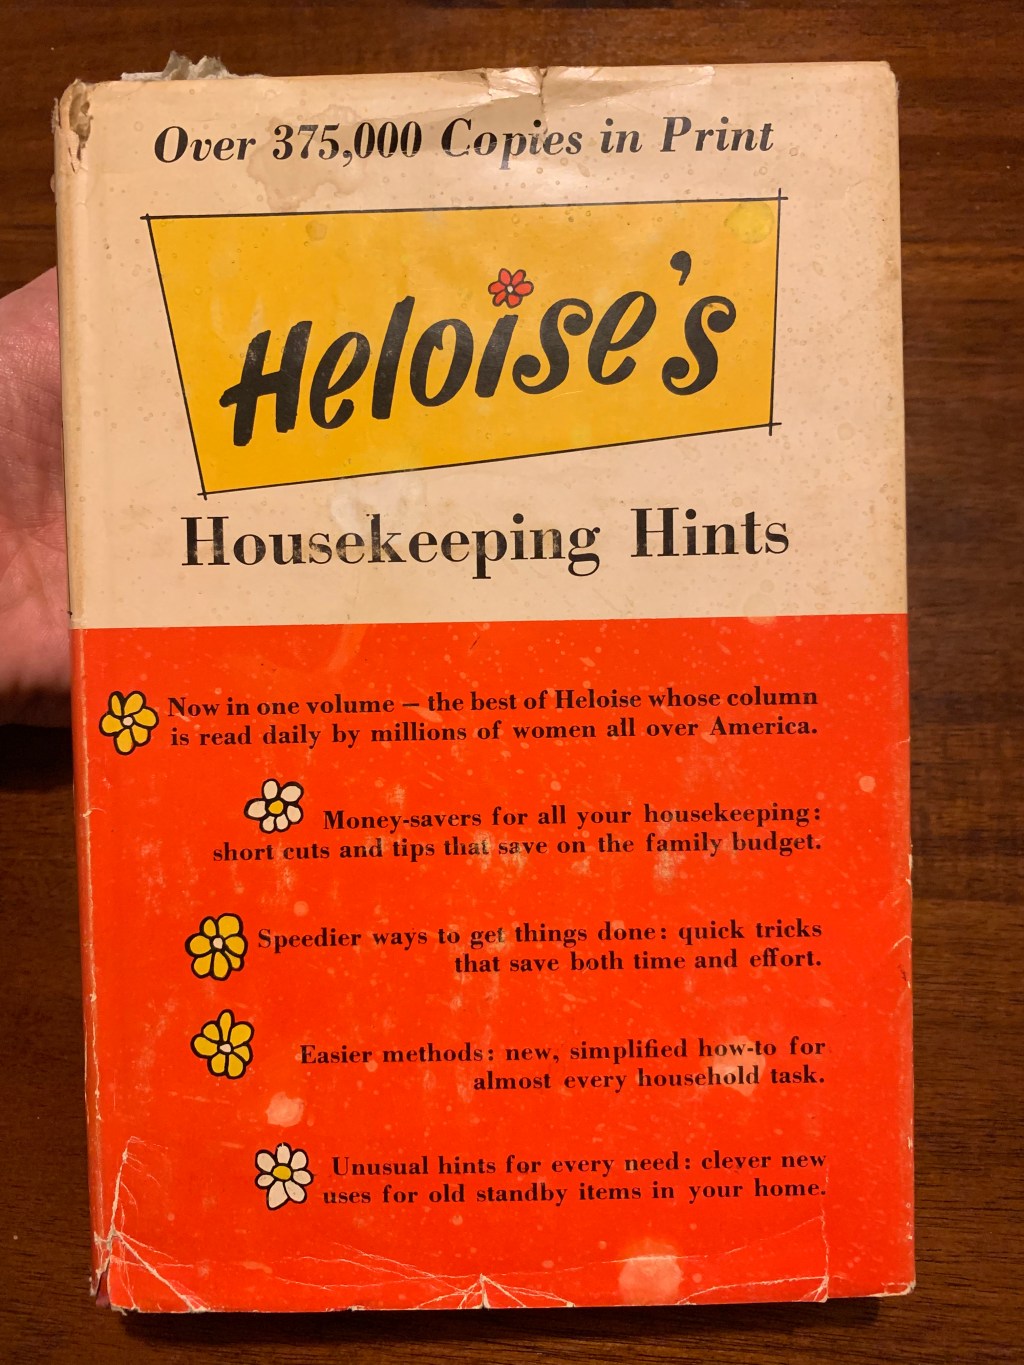 Over 375,000 Copies in Print
Heloise's
Housekeeping Hints
Now in one volume — the best of Heloise whose column
is read daily by millions of women all over America.
Money-savers for all your housekeeping:
short cuts and tips that save on the family budget.
Speedier ways to get things done: quick tricks
that save both time and effort.
Easier methods: new, simplified how-to for
almost every household task.
Unusual hints for every need: clever new
uses for old standby items in your home.